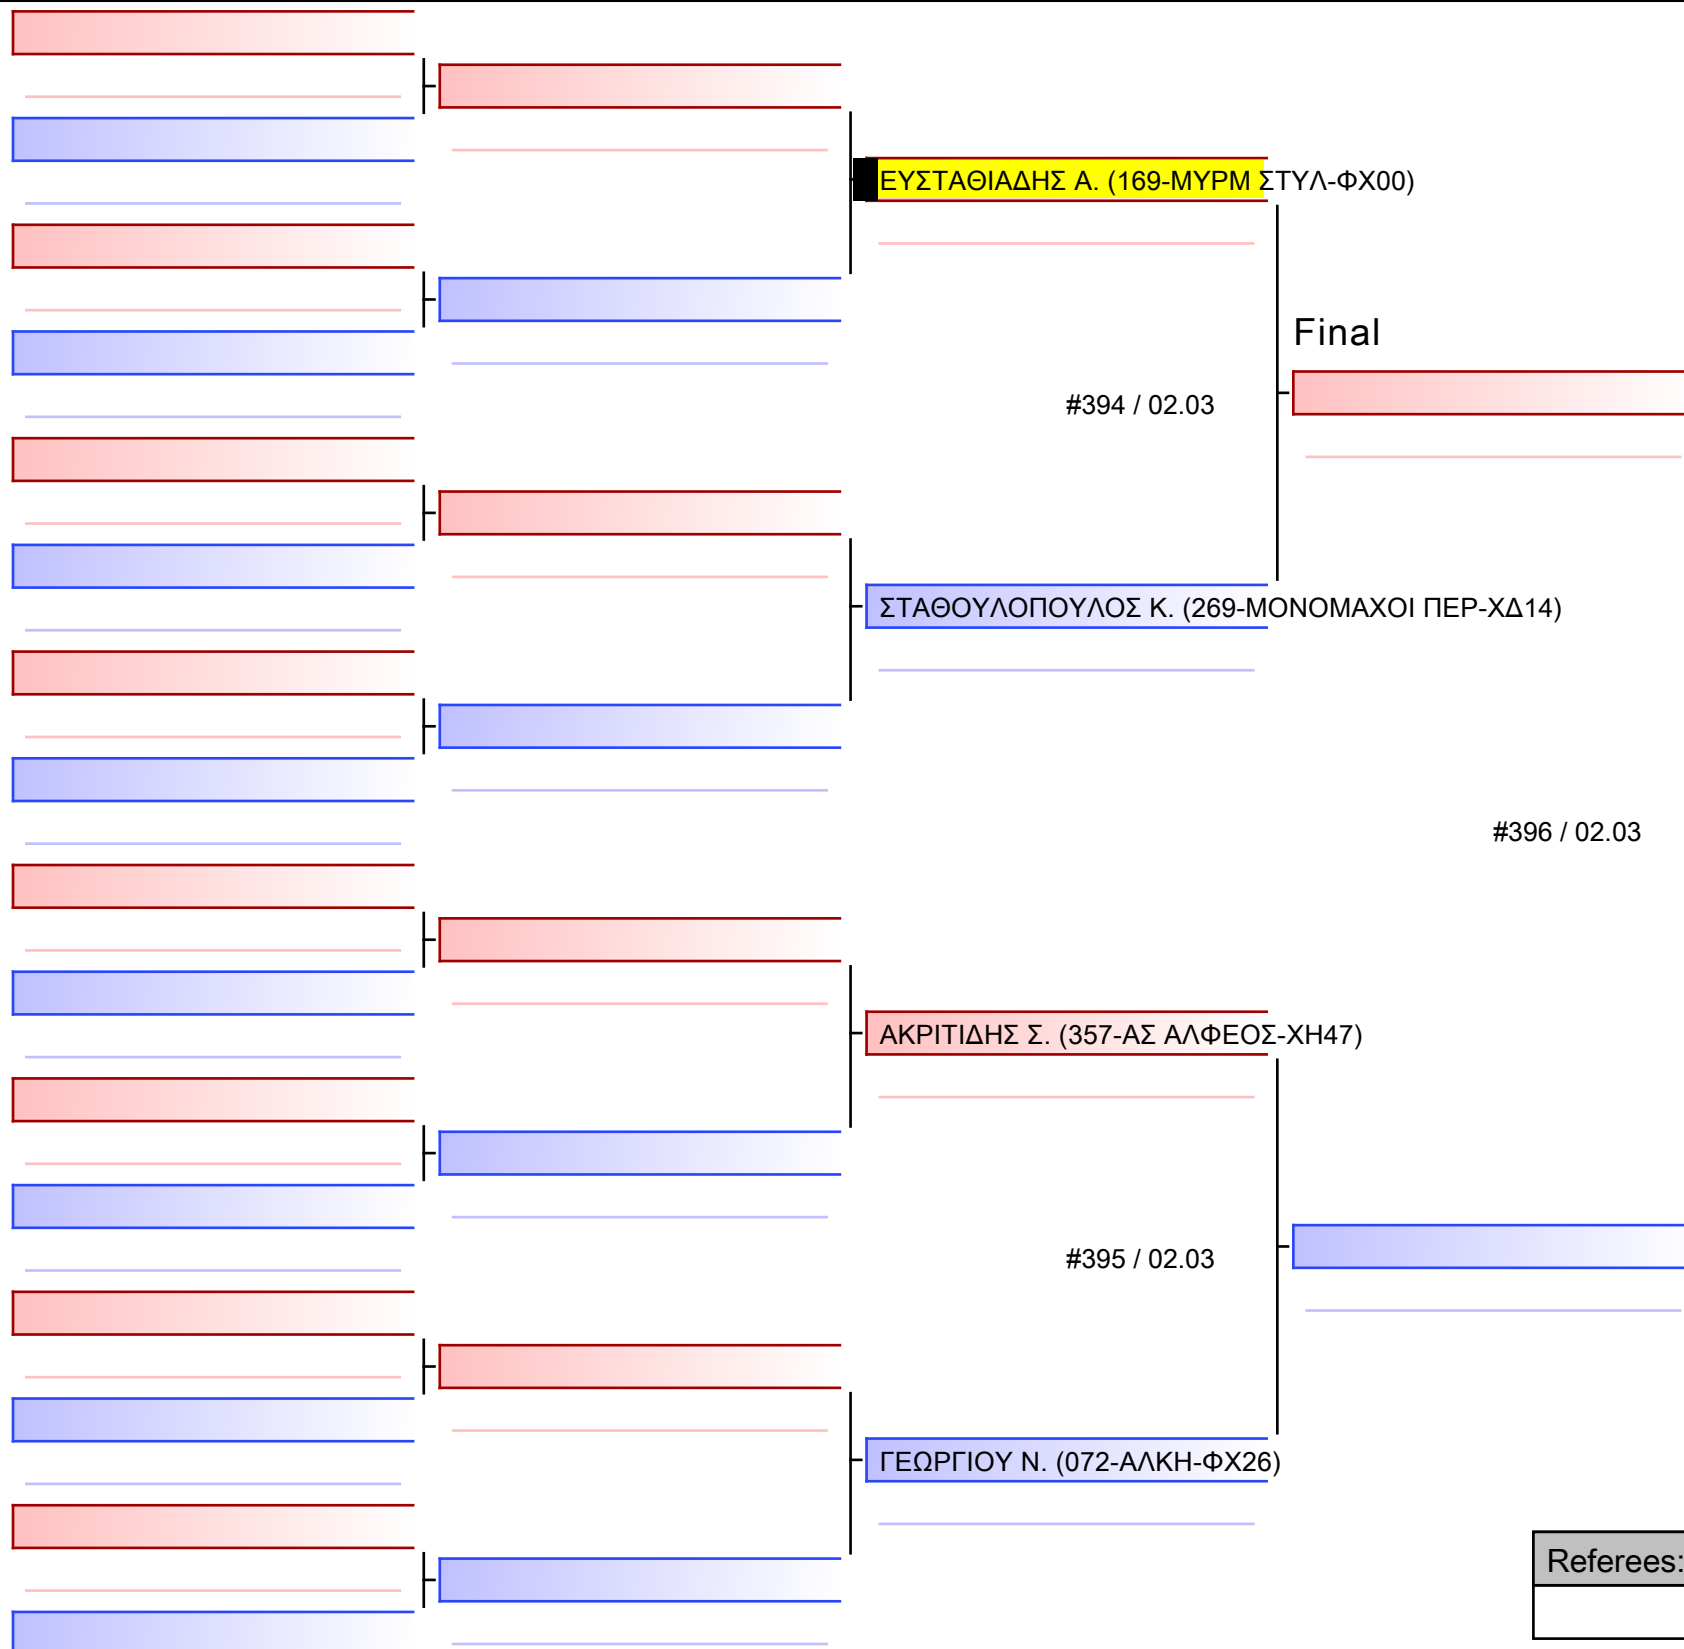 ΕΥΣΤΑΘΙΑΔΗΣ Α. (169-ΜΥΡΜ ΣΤΥΛ-ΦΧ00)
Final
#394 / 02.03
ΣΤΑΘΟΥΛΟΠΟΥΛΟΣ Κ. (269-ΜΟΝΟΜΑΧΟΙ ΠΕΡ-ΧΔ14)
#396 / 02.03
ΑΚΡΙΤΙΔΗΣ Σ. (357-ΑΣ ΑΛΦΕΟΣ-ΧΗ47)
#395 / 02.03
ΓΕΩΡΓΙΟΥ Ν. (072-ΑΛΚΗ-ΦΧ26)
Referees: